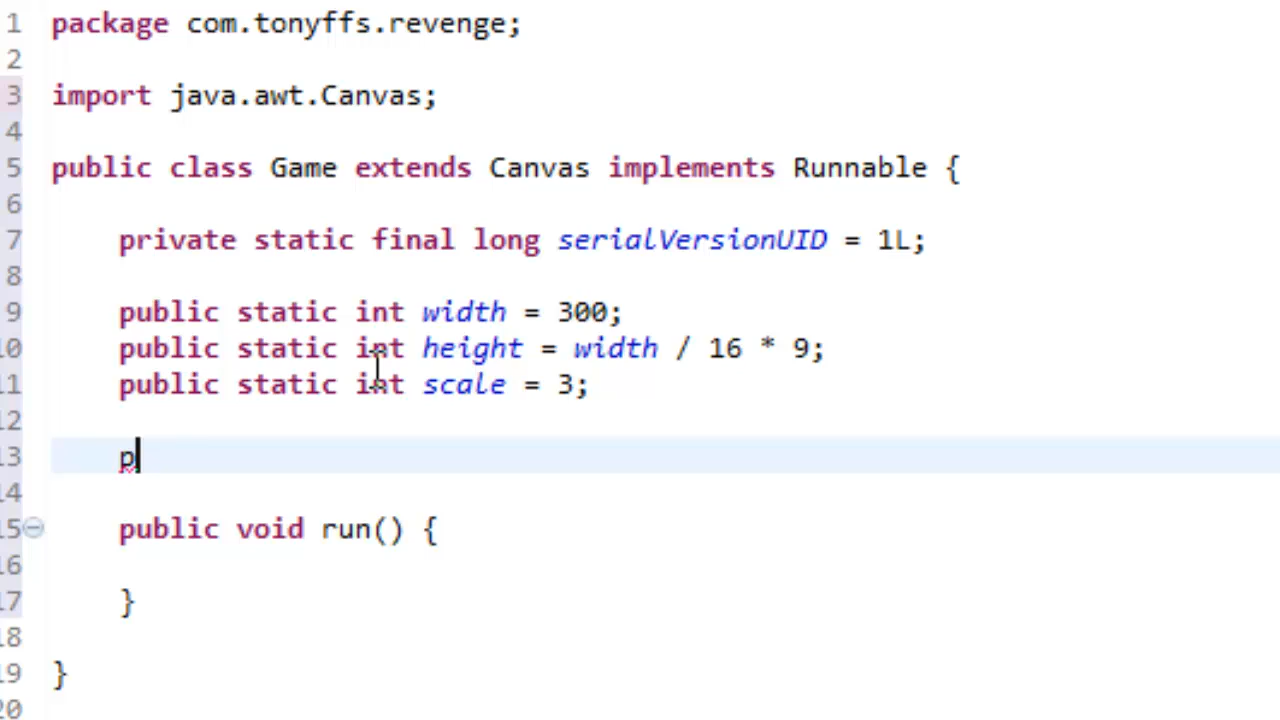 1 package com.tonyffs.revenge;
2
3 import java.awt.Canvas;
4
5 public class Game extends Canvas implements Runnable {
6
7 private static final long serialVersionUID = 1L;
8
9 public static int width = 300;
10 public static int height = width / 16 * 9;
11 public static int scale = 3;
12
13 p
14
15 public void run() {
16
17 }
18
19 }
20